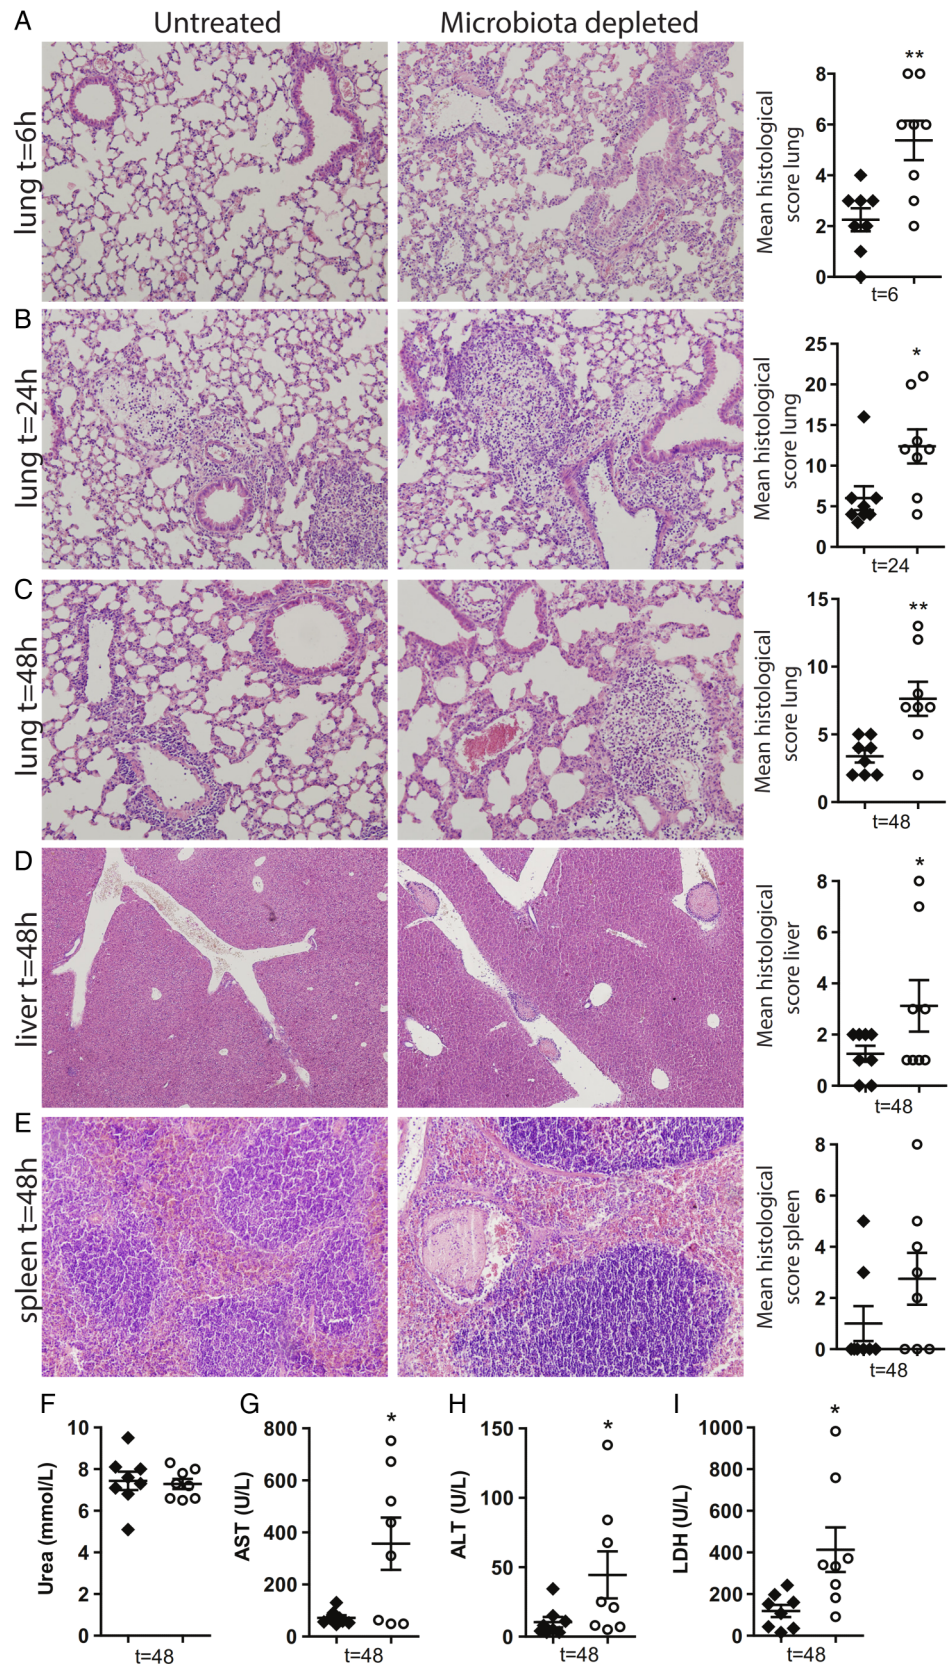 A
Untreated
Microbiota depleted
lung t=6h
Mean histological
score lung
8
6
4
2
0
**
t=6
B
lung t=24h
Mean histological
score lung
25
20
15
10
5
0
*
t=24
C
lung t=48h
Mean histological
score lung
15
10
5
0
**
t=48
D
liver t=48h
Mean histological
score liver
8
6
4
2
0
*
t=48
E
spleen t=48h
Mean histological
score spleen
8
6
4
2
0
t=48
F
Urea (mmol/L)
10
8
6
4
2
0
t=48
G
AST (U/L)
800
600
400
200
0
*
t=48
H
ALT (U/L)
150
100
50
0
*
t=48
I
LDH (U/L)
1000
800
600
400
200
0
*
t=48